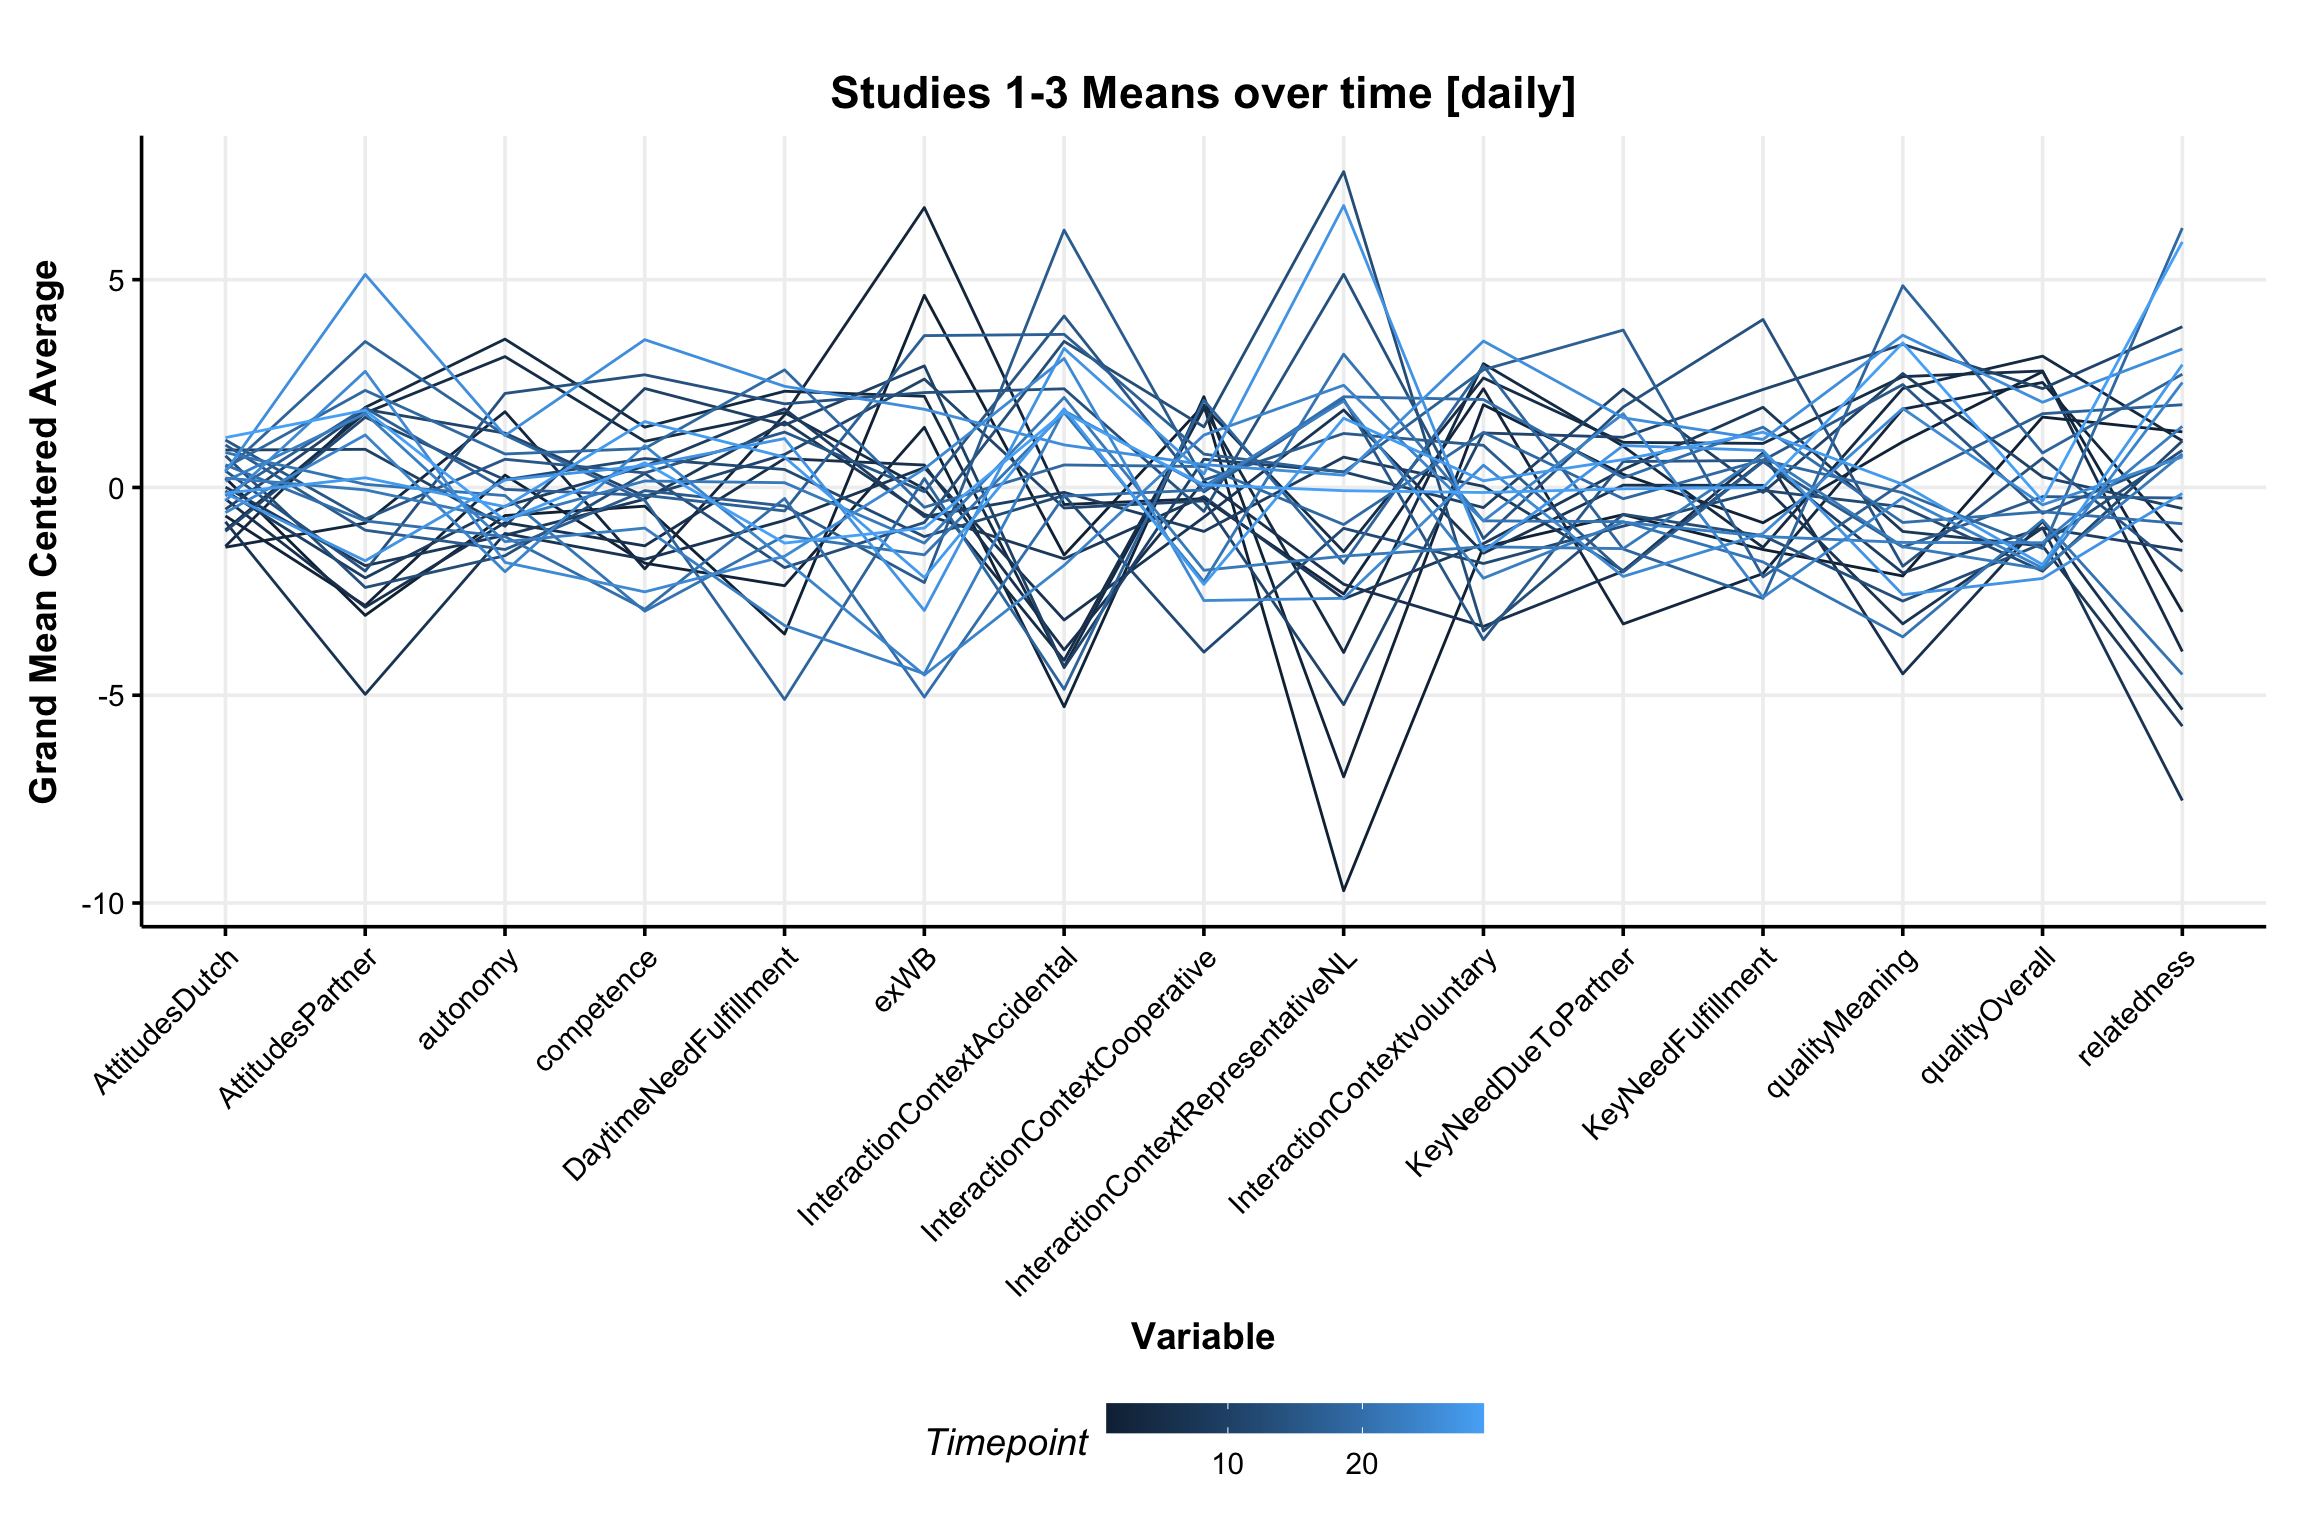 Studies 1-3 Means over time [daily]
Grand Mean Centered Average
5
0
-5
-10
AttitudesDutch
AttitudesPartner
autonomy
competence
DaytimeNeedFulfillment
exWB
InteractionContextAccidental
InteractionContextCooperative
InteractionContextRepresentativeNL
InteractionContextvoluntary
KeyNeedDueToPartner
KeyNeedFulfillment
qualityMeaning
qualityOverall
relatedness
Variable
Timepoint
10
20